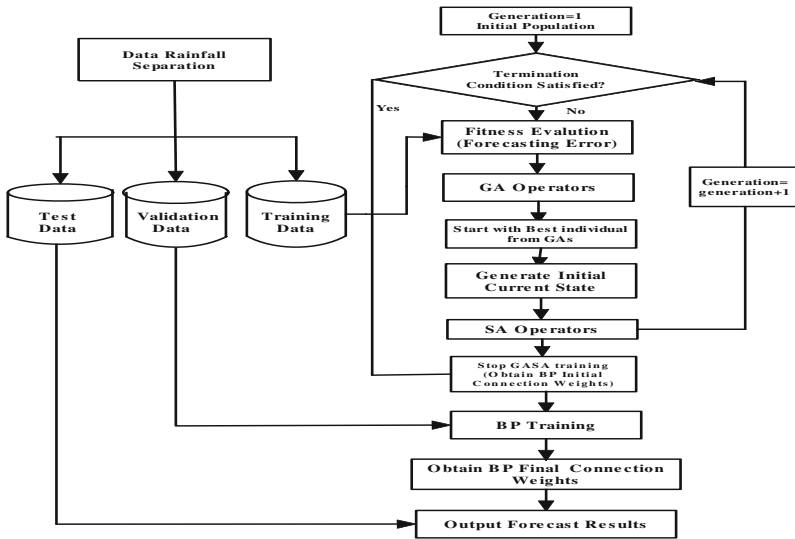 Generation=1
Initial Population
Data Rainfall
Separation
Termination
Condition Satisfied?
Yes
No
Fitness Evalution
(Forecasting Error)
GA Operators
Generation=
generation+1
Test
Data
Validation
Data
Training
Data
Start with Best individual
from GAs
Generate Initial
Current State
SA Operators
Stop GASA training
(Obtain BP Initial
Connection Weights)
BP Training
Obtain BP Final Connection
Weights
Output Forecast Results